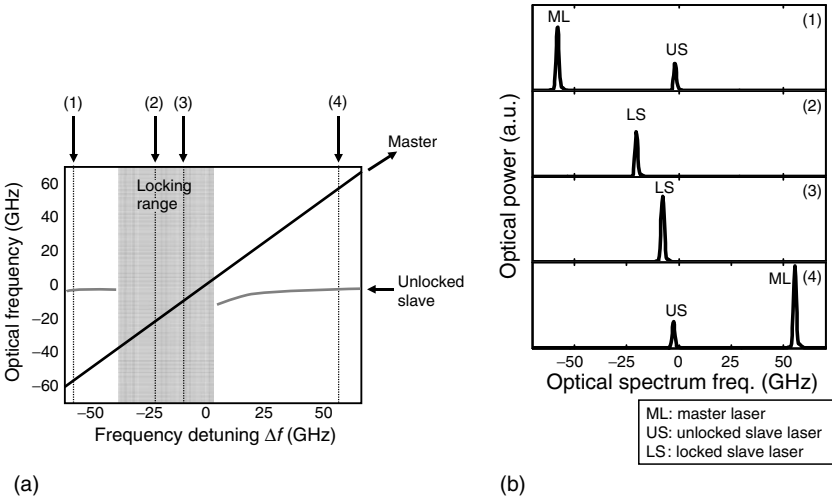 (1)
(2)
(3)
(4)
Master
Locking
range
Unlocked
slave
Optical frequency (GHz)
60
40
20
0
−20
−40
−60
−50
−25
0
25
50
Frequency detuning Δf (GHz)
(a)
ML
US
(1)
LS
(2)
LS
(3)
ML
US
(4)
Optical power (a.u.)
−50
0
50
Optical spectrum freq. (GHz)
ML: master laser
US: unlocked slave laser
LS: locked slave laser
(b)